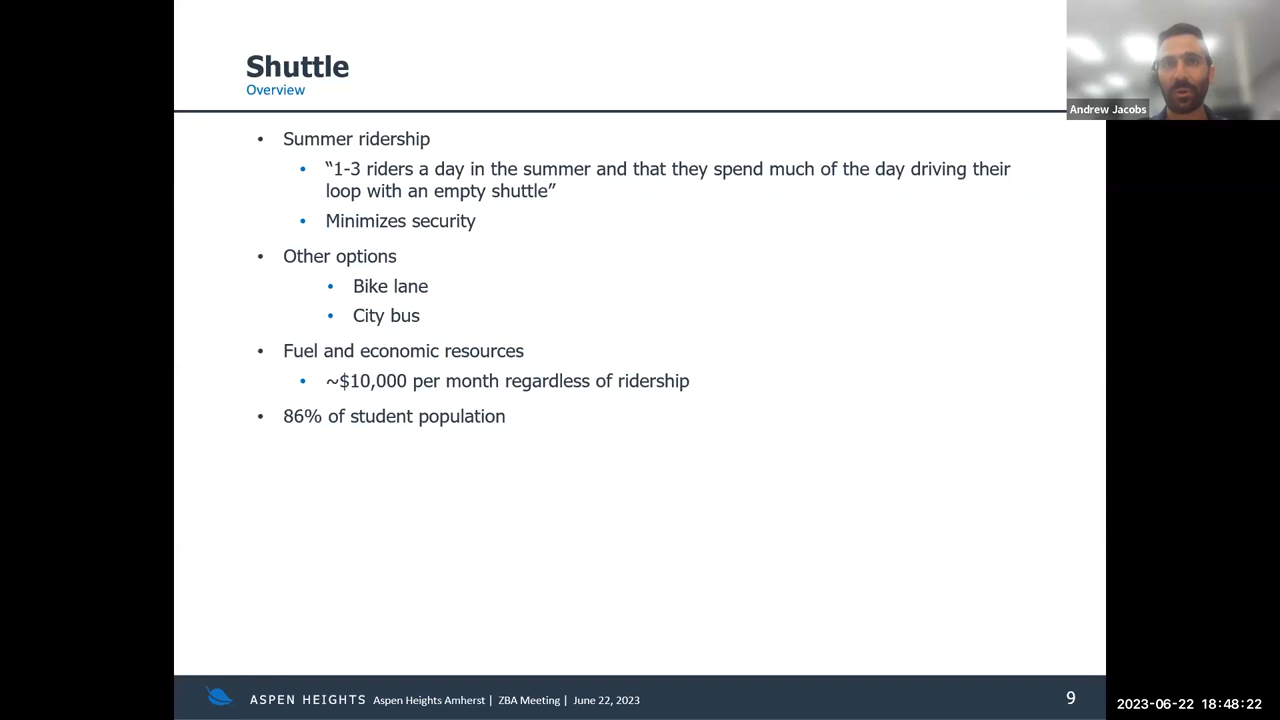 Shuttle
Overview
Andrew Jacobs
• Summer ridership
• “1-3 riders a day in the summer and that they spend much of the day driving their
loop with an empty shuttle”
• Minimizes security
• Other options
• Bike lane
• City bus
• Fuel and economic resources
• ~$10,000 per month regardless of ridership
• 86% of student population
ASPEN HEIGHTS Aspen Heights Amherst | ZBA Meeting | June 22, 2023
9
2023-06-22 18:48:22